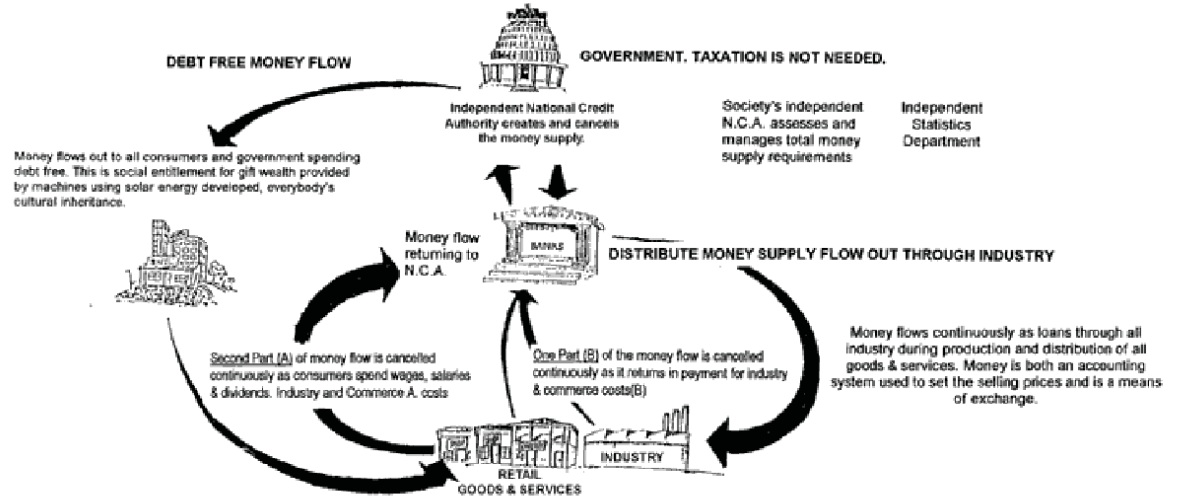 DEBT FREE MONEY FLOW
GOVERNMENT. TAXATION IS NOT NEEDED.
Independent National Credit
Authority creates and cancels
the money supply.
Society's independent
N.C.A. assesses and
manages total money
supply requirements
Independent
Statistics
Department
Money flows out to all consumers and government spending
debt free. This is social entitlement for gift wealth provided
by machines using solar energy developed, everybody's
cultural inheritance.
Money flow
returning to
N.C.A.
BANKS
DISTRIBUTE MONEY SUPPLY FLOW OUT THROUGH INDUSTRY
Second Part (A) of money flow is cancelled
continuously as consumers spend wages, salaries
& dividends. Industry and Commerce A. costs
One Part (B) of the money flow is cancelled
continuously as it returns in payment for industry
& commerce costs(B)
Money flows continuously as loans through all
industry during production and distribution of all
goods & services. Money is both an accounting
system used to set the selling prices and is a means
of exchange.
INDUSTRY
RETAIL
GOODS & SERVICES